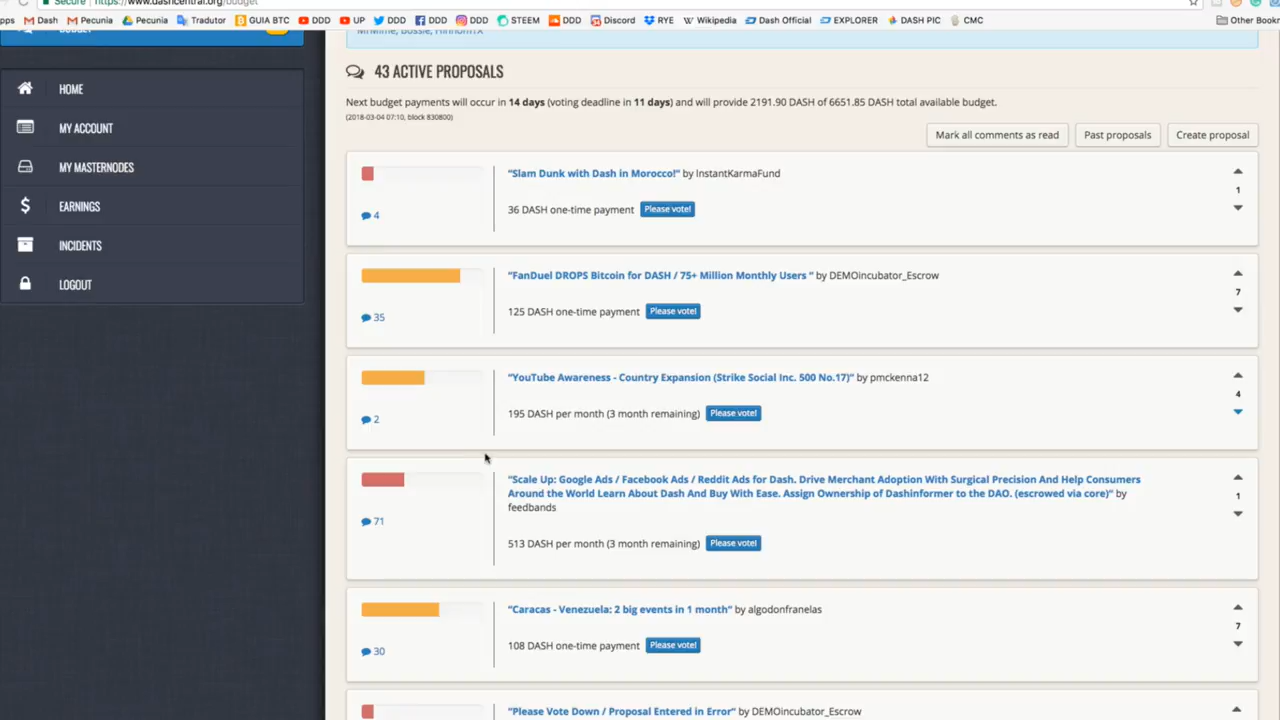 Secure https://www.dashcentral.org/budget
pps Dash Pecunia Pecunia Tradutor GUIA BTC DDD UP DDD DDD DDD STEEM DDD Discord RYE Wikipedia Dash Official EXPLORER DASH PIC CMC Other Bookr
BUDGET
HOME
MY ACCOUNT
MY MASTERNODES
EARNINGS
INCIDENTS
LOGOUT
43 ACTIVE PROPOSALS
Next budget payments will occur in 14 days (voting deadline in 11 days) and will provide 2191.90 DASH of 6651.85 DASH total available budget.
(2018-03-04 07:10, block 830800)
Mark all comments as read Past proposals Create proposal
"Slam Dunk with Dash in Morocco!" by InstantKarmaFund
1
36 DASH one-time payment Please vote!
4
"FanDuel DROPS Bitcoin for DASH / 75+ Million Monthly Users " by DEMOincubator_Escrow
7
125 DASH one-time payment Please vote!
35
"YouTube Awareness - Country Expansion (Strike Social Inc. 500 No.17)" by pmckenna12
4
195 DASH per month (3 month remaining) Please vote!
2
"Scale Up: Google Ads / Facebook Ads / Reddit Ads for Dash. Drive Merchant Adoption With Surgical Precision And Help Consumers
Around the World Learn About Dash And Buy With Ease. Assign Ownership of Dashinformer to the DAO. (escrowed via core)" by
feedbands
1
513 DASH per month (3 month remaining) Please vote!
71
"Caracas - Venezuela: 2 big events in 1 month" by algodonfranelas
7
108 DASH one-time payment Please vote!
30
"Please Vote Down / Proposal Entered in Error" by DEMOincubator_Escrow